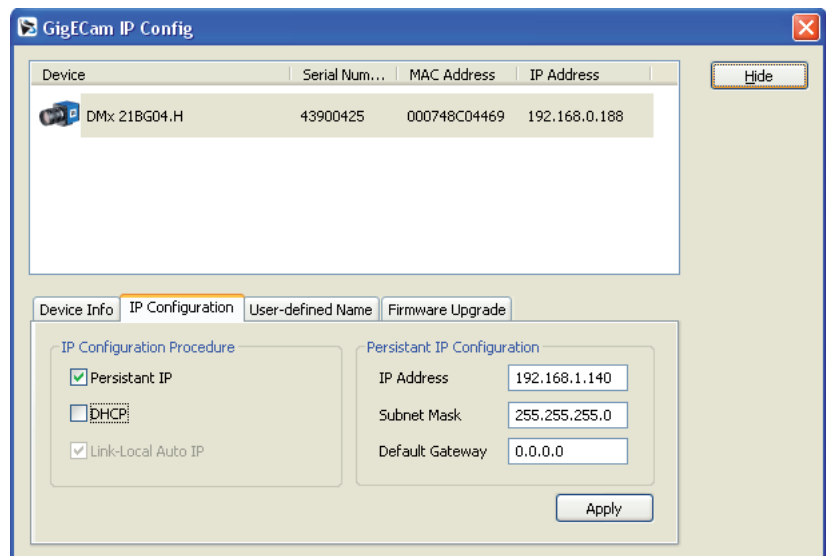 GigECam IP Config
Device Serial Num... MAC Address IP Address
DMx 21BG04.H 43900425 000748C04469 192.168.0.188
Hide
Device Info IP Configuration User-defined Name Firmware Upgrade
IP Configuration Procedure
Persistant IP
DHCP
Link-Local Auto IP
Persistant IP Configuration
IP Address 192.168.1.140
Subnet Mask 255.255.255.0
Default Gateway 0.0.0.0
Apply